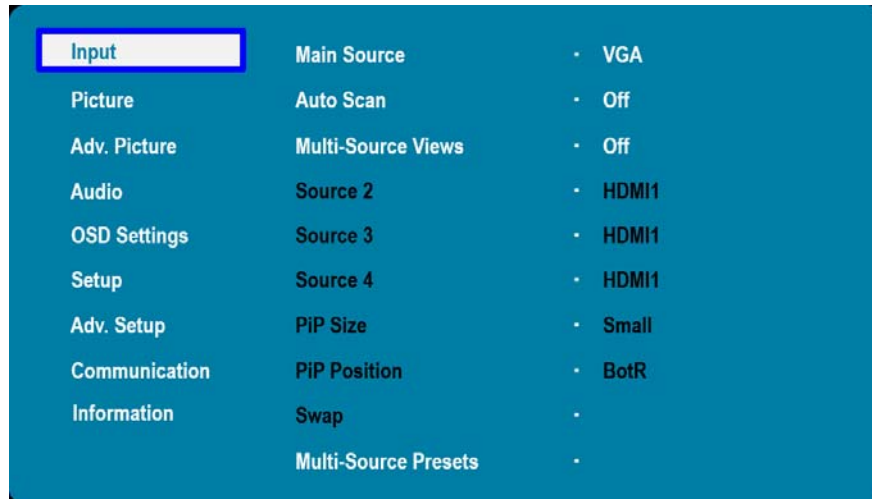 Input Main Source · VGA
Picture Auto Scan · Off
Adv. Picture Multi-Source Views · Off
Audio Source 2 · HDMI1
OSD Settings Source 3 · HDMI1
Setup Source 4 · HDMI1
Adv. Setup PiP Size · Small
Communication PiP Position · BotR
Information Swap ·
Multi-Source Presets ·